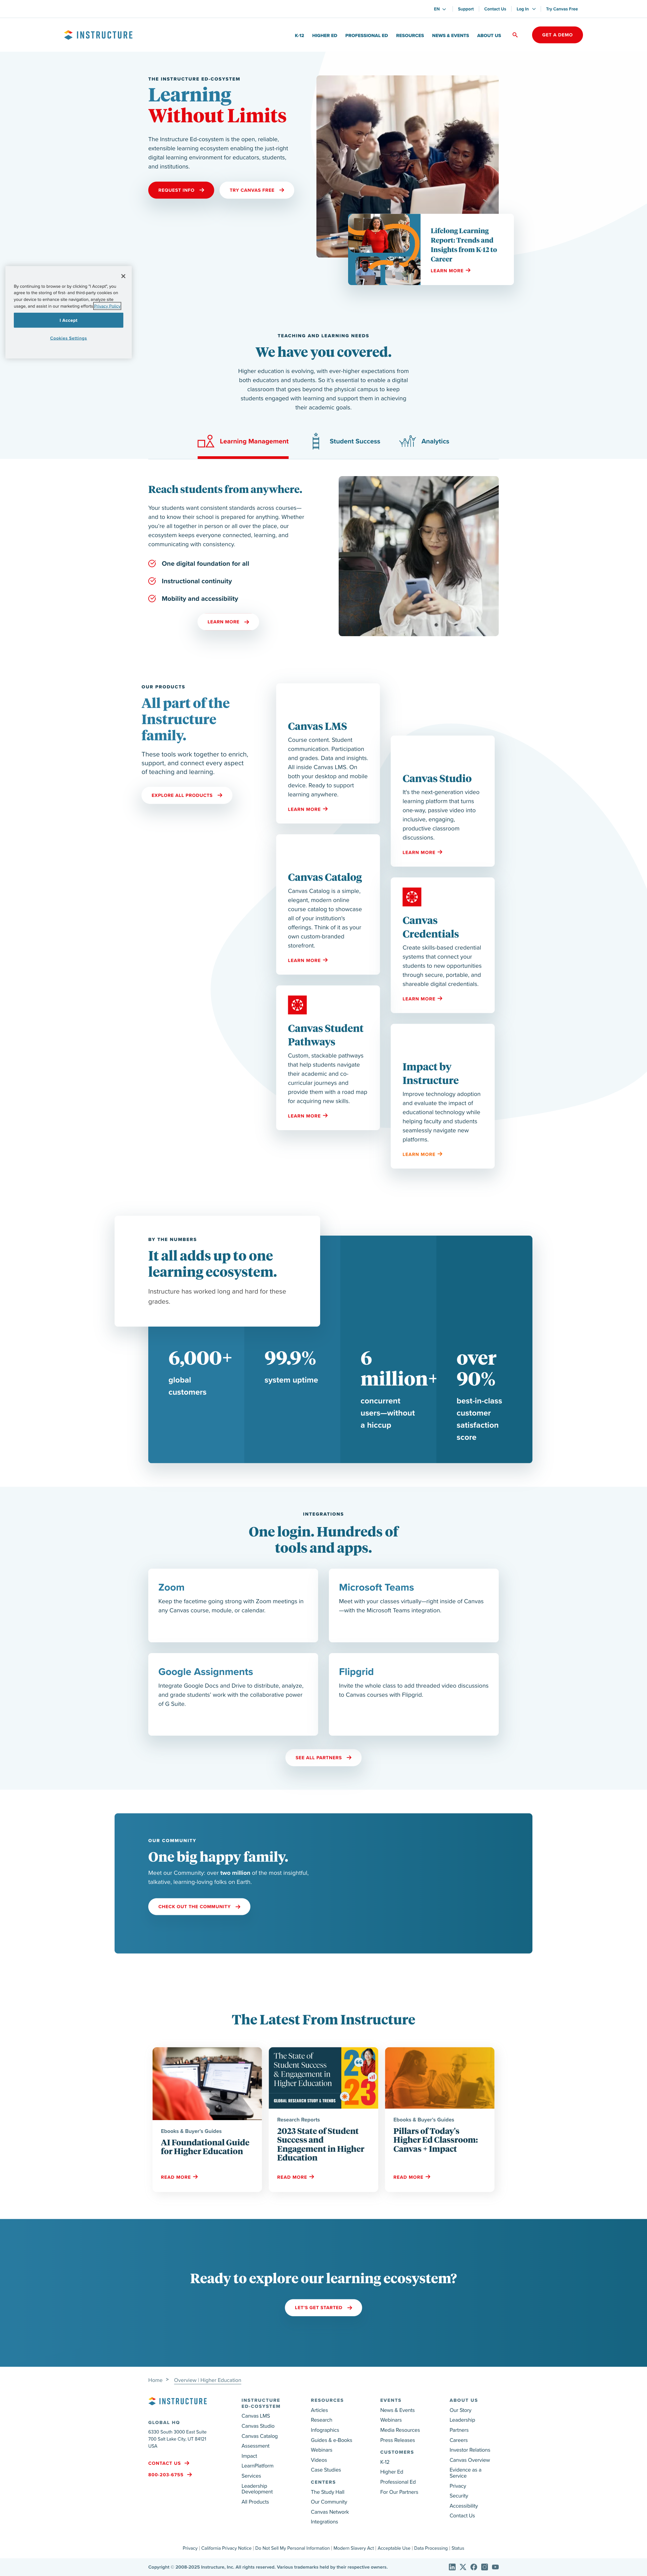 EN
Support
Contact Us
Log In
Try Canvas Free
INSTRUCTURE
K-12
HIGHER ED
PROFESSIONAL ED
RESOURCES
NEWS & EVENTS
ABOUT US
GET A DEMO
THE INSTRUCTURE ED-COSYSTEM
Learning
Without Limits
The Instructure Ed-cosystem is the open, reliable,
extensible learning ecosystem enabling the just-right
digital learning environment for educators, students,
and institutions.
REQUEST INFO
TRY CANVAS FREE
Lifelong Learning
Report: Trends and
Insights from K-12 to
Career
LEARN MORE
By continuing to browse or by clicking "I Accept", you
agree to the storing of first- and third-party cookies on
your device to enhance site navigation, analyze site
usage, and assist in our marketing efforts Privacy Policy
I Accept
Cookies Settings
TEACHING AND LEARNING NEEDS
We have you covered.
Higher education is evolving, with ever-higher expectations from
both educators and students. So it's essential to enable a digital
classroom that goes beyond the physical campus to keep
students engaged with learning and support them in achieving
their academic goals.
Learning Management
Student Success
Analytics
Reach students from anywhere.
Your students want consistent standards across courses—
and to know their school is prepared for anything. Whether
you're all together in person or all over the place, our
ecosystem keeps everyone connected, learning, and
communicating with consistency.
One digital foundation for all
Instructional continuity
Mobility and accessibility
LEARN MORE
OUR PRODUCTS
All part of the
Instructure
family.
These tools work together to enrich,
support, and connect every aspect
of teaching and learning.
EXPLORE ALL PRODUCTS
Canvas LMS
Course content. Student
communication. Participation
and grades. Data and insights.
All inside Canvas LMS. On
both your desktop and mobile
device. Ready to support
learning anywhere.
LEARN MORE
Canvas Studio
It's the next-generation video
learning platform that turns
one-way, passive video into
inclusive, engaging,
productive classroom
discussions.
LEARN MORE
Canvas Catalog
Canvas Catalog is a simple,
elegant, modern online
course catalog to showcase
all of your institution's
offerings. Think of it as your
own custom-branded
storefront.
LEARN MORE
Canvas
Credentials
Create skills-based credential
systems that connect your
students to new opportunities
through secure, portable, and
shareable digital credentials.
LEARN MORE
Canvas Student
Pathways
Custom, stackable pathways
that help students navigate
their academic and co-
curricular journeys and
provide them with a road map
for acquiring new skills.
LEARN MORE
Impact by
Instructure
Improve technology adoption
and evaluate the impact of
educational technology while
helping faculty and students
seamlessly navigate new
platforms.
LEARN MORE
BY THE NUMBERS
It all adds up to one
learning ecosystem.
Instructure has worked long and hard for these
grades.
6,000+
global
customers
99.9%
system uptime
6
million+
concurrent
users—without
a hiccup
over
90%
best-in-class
customer
satisfaction
score
INTEGRATIONS
One login. Hundreds of
tools and apps.
Zoom
Keep the facetime going strong with Zoom meetings in
any Canvas course, module, or calendar.
Microsoft Teams
Meet with your classes virtually—right inside of Canvas
—with the Microsoft Teams integration.
Google Assignments
Integrate Google Docs and Drive to distribute, analyze,
and grade students' work with the collaborative power
of G Suite.
Flipgrid
Invite the whole class to add threaded video discussions
to Canvas courses with Flipgrid.
SEE ALL PARTNERS
OUR COMMUNITY
One big happy family.
Meet our Community: over two million of the most insightful,
talkative, learning-loving folks on Earth.
CHECK OUT THE COMMUNITY
The Latest From Instructure
Ebooks & Buyer's Guides
AI Foundational Guide
for Higher Education
READ MORE
The State of
Student Success
& Engagement in
Higher Education
GLOBAL RESEARCH STUDY & TRENDS
2023
Research Reports
2023 State of Student
Success and
Engagement in Higher
Education
READ MORE
Ebooks & Buyer's Guides
Pillars of Today's
Higher Ed Classroom:
Canvas + Impact
READ MORE
Ready to explore our learning ecosystem?
LET'S GET STARTED
Home > Overview | Higher Education
INSTRUCTURE
GLOBAL HQ
6330 South 3000 East Suite
700 Salt Lake City, UT 84121
USA
CONTACT US
800-203-6755
INSTRUCTURE
ED-COSYSTEM
Canvas LMS
Canvas Studio
Canvas Catalog
Assessment
Impact
LearnPlatform
Services
Leadership
Development
All Products
RESOURCES
Articles
Research
Infographics
Guides & e-Books
Webinars
Videos
Case Studies
CENTERS
The Study Hall
Our Community
Canvas Network
Integrations
EVENTS
News & Events
Webinars
Media Resources
Press Releases
CUSTOMERS
K-12
Higher Ed
Professional Ed
For Our Partners
ABOUT US
Our Story
Leadership
Partners
Careers
Investor Relations
Canvas Overview
Evidence as a
Service
Privacy
Security
Accessibility
Contact Us
Privacy | California Privacy Notice | Do Not Sell My Personal Information | Modern Slavery Act | Acceptable Use | Data Processing | Status
Copyright © 2008-2025 Instructure, Inc. All rights reserved. Various trademarks held by their respective owners.